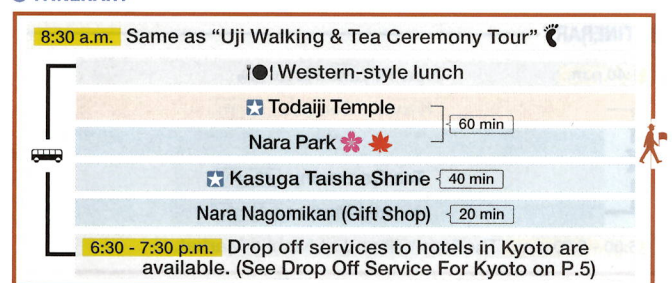 8:30 a.m. Same as “Uji Walking & Tea Ceremony Tour”
Western-style lunch
Todaiji Temple
60 min
Nara Park
Kasuga Taisha Shrine 40 min
Nara Nagomikan (Gift Shop) 20 min
6:30 - 7:30 p.m. Drop off services to hotels in Kyoto are
available. (See Drop Off Service For Kyoto on P.5)